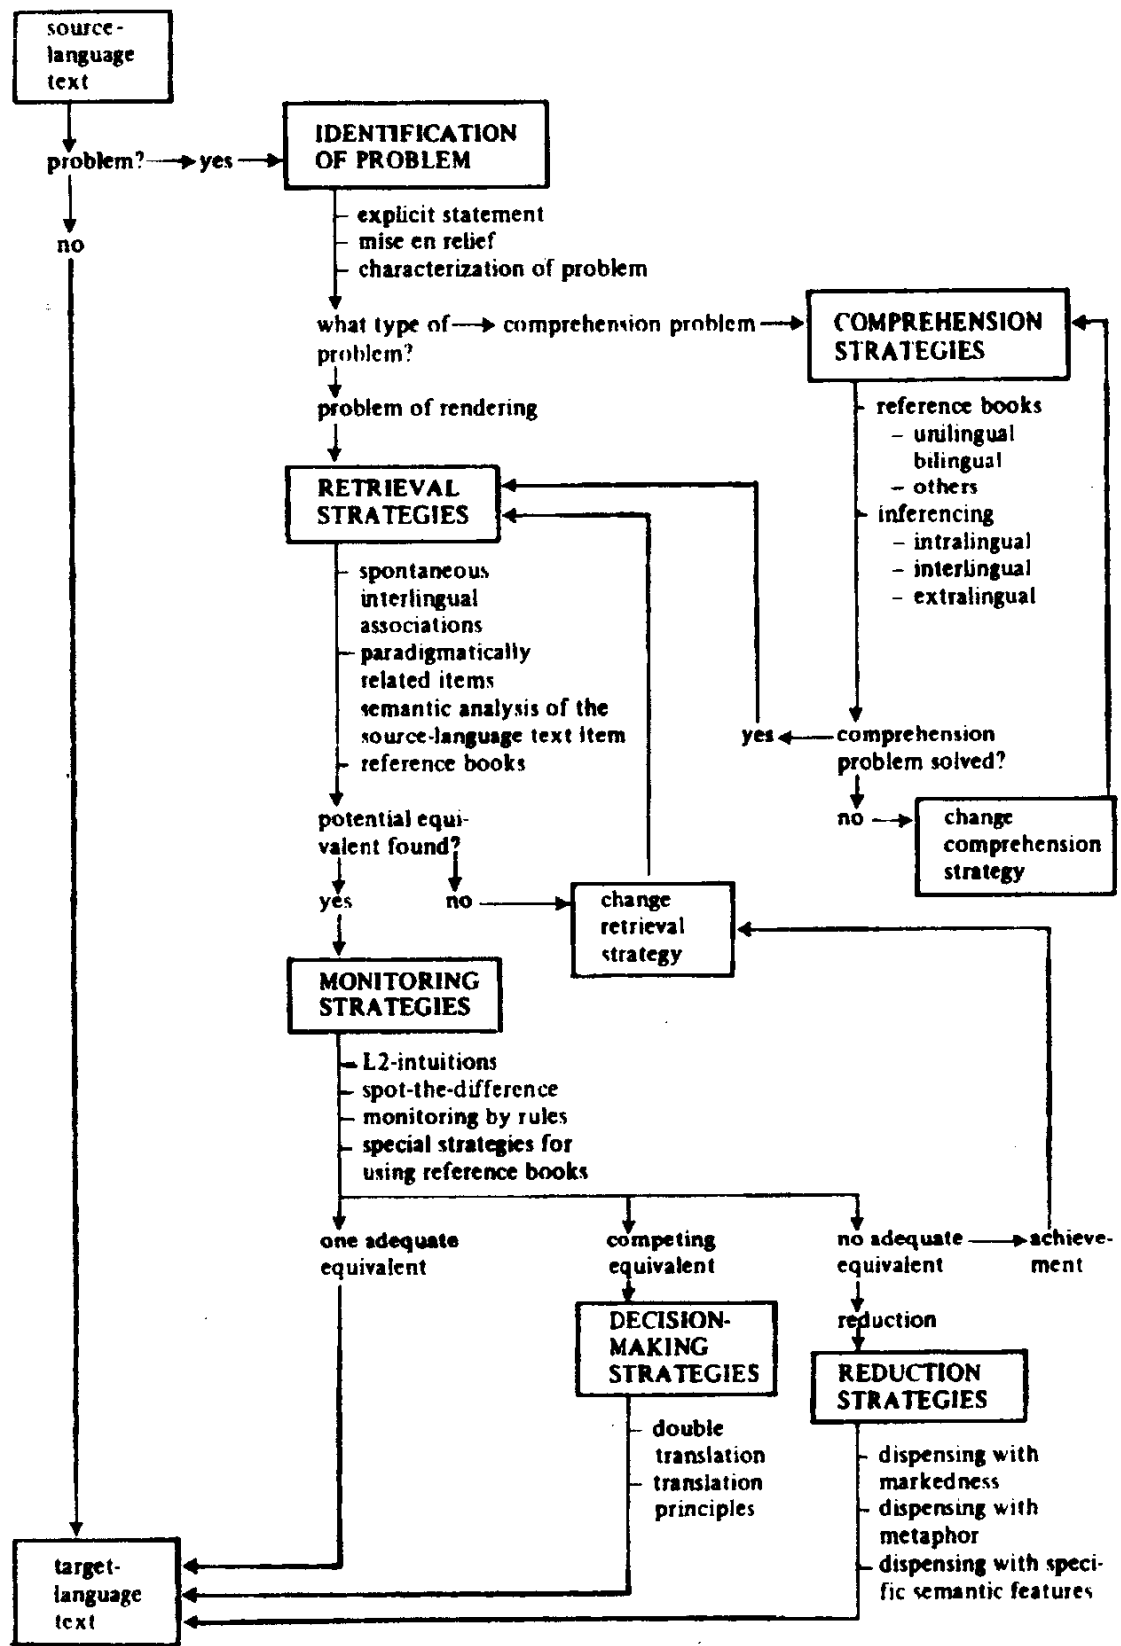 source-
language
text
problem? yes
IDENTIFICATION
OF PROBLEM
no
– explicit statement
– mise en relief
– characterization of problem
what type of comprehension problem
problem?
COMPREHENSION
STRATEGIES
problem of rendering
– reference books
– unilingual
bilingual
– others
– inferencing
– intralingual
– interlingual
– extralingual
RETRIEVAL
STRATEGIES
– spontaneous
interlingual
associations
– paradigmatically
related items
semantic analysis of the
source-language text item
– reference books
yes
comprehension
problem solved?
no
change
comprehension
strategy
potential equi-
valent found?
yes
no
change
retrieval
strategy
MONITORING
STRATEGIES
– L2-intuitions
– spot-the-difference
– monitoring by rules
– special strategies for
using reference books
one adequate
equivalent
competing
equivalent
no adequate
equivalent
achieve-
ment
DECISION-
MAKING
STRATEGIES
reduction
REDUCTION
STRATEGIES
– double
translation
– translation
principles
– dispensing with
markedness
– dispensing with
metaphor
– dispensing with speci-
fic semantic features
target-
language
text